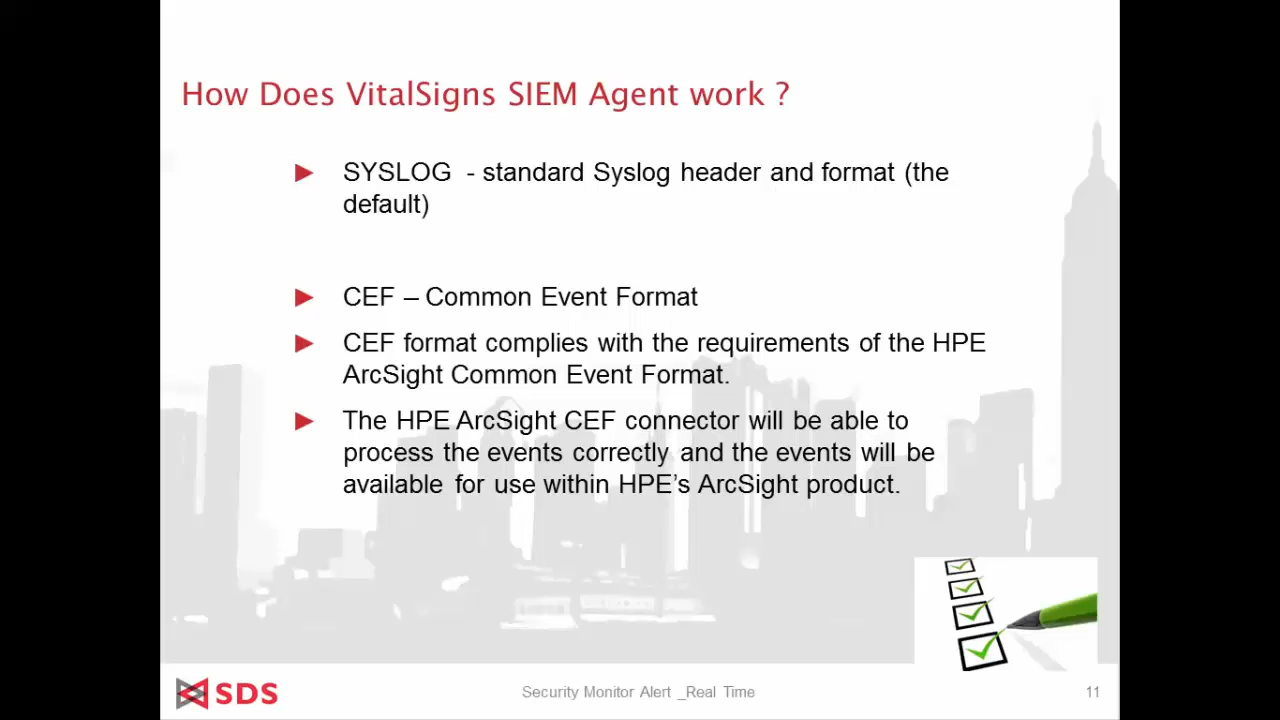 How Does VitalSigns SIEM Agent work ?
SYSLOG - standard Syslog header and format (the
default)
CEF – Common Event Format
CEF format complies with the requirements of the HPE
ArcSight Common Event Format.
The HPE ArcSight CEF connector will be able to
process the events correctly and the events will be
available for use within HPE’s ArcSight product.
SDS
Security Monitor Alert _Real Time
11